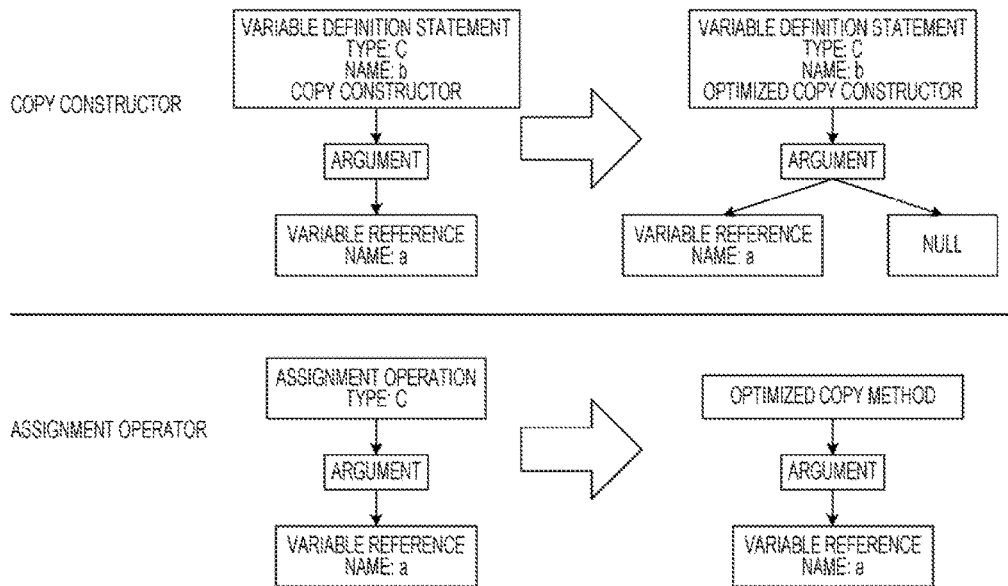 COPY CONSTRUCTOR
VARIABLE DEFINITION STATEMENT
TYPE: C
NAME: b
COPY CONSTRUCTOR
ARGUMENT
VARIABLE REFERENCE
NAME: a
VARIABLE DEFINITION STATEMENT
TYPE: C
NAME: b
OPTIMIZED COPY CONSTRUCTOR
ARGUMENT
VARIABLE REFERENCE
NAME: a
NULL
ASSIGNMENT OPERATOR
ASSIGNMENT OPERATION
TYPE: C
ARGUMENT
VARIABLE REFERENCE
NAME: a
OPTIMIZED COPY METHOD
ARGUMENT
VARIABLE REFERENCE
NAME: a